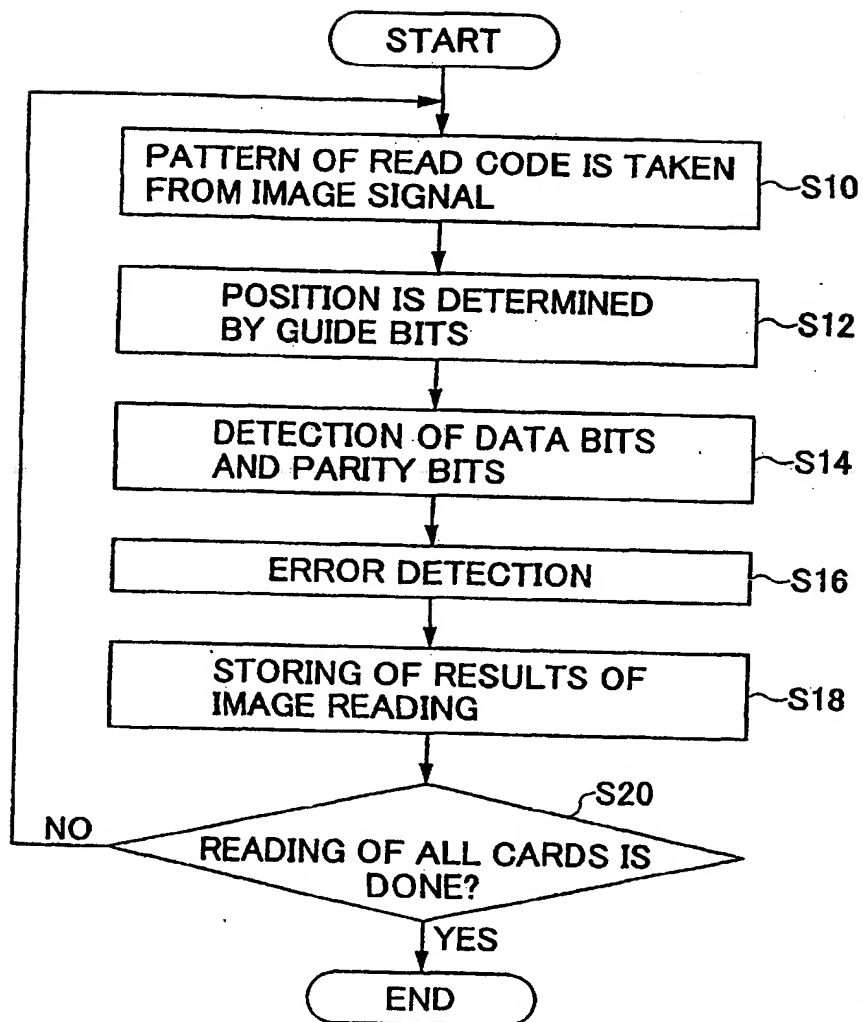 START
PATTERN OF READ CODE IS TAKEN
FROM IMAGE SIGNAL
S10
POSITION IS DETERMINED
BY GUIDE BITS
S12
DETECTION OF DATA BITS
AND PARITY BITS
S14
ERROR DETECTION
S16
STORING OF RESULTS OF
IMAGE READING
S18
S20
NO
READING OF ALL CARDS IS
DONE?
YES
END